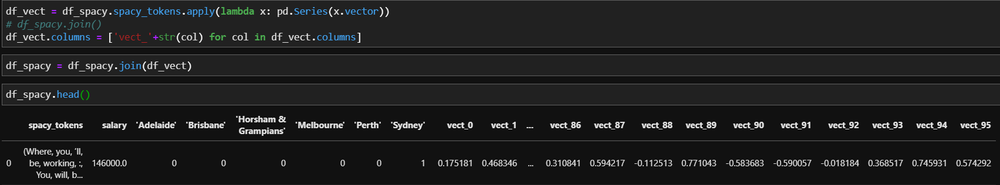 df_vect = df_spacy.spacy_tokens.apply(lambda x: pd.Series(x.vector))
# df_spacy.join()
df_vect.columns = ['vect_'+str(col) for col in df_vect.columns]
df_spacy = df_spacy.join(df_vect)
df_spacy.head()
spacy_tokens salary 'Adelaide' 'Brisbane' 'Horsham & Grampians' 'Melbourne' 'Perth' 'Sydney' vect_0 vect_1 ... vect_86 vect_87 vect_88 vect_89 vect_90 vect_91 vect_92 vect_93 vect_94 vect_95
(Where, you, 'll,
0 be, working, :, 146000.0 0 0 0 0 0 1 0.175181 0.468346 ... 0.310841 0.594217 -0.112513 0.771043 -0.583683 -0.590057 -0.018184 0.368517 0.745931 0.574292
You, will, b...